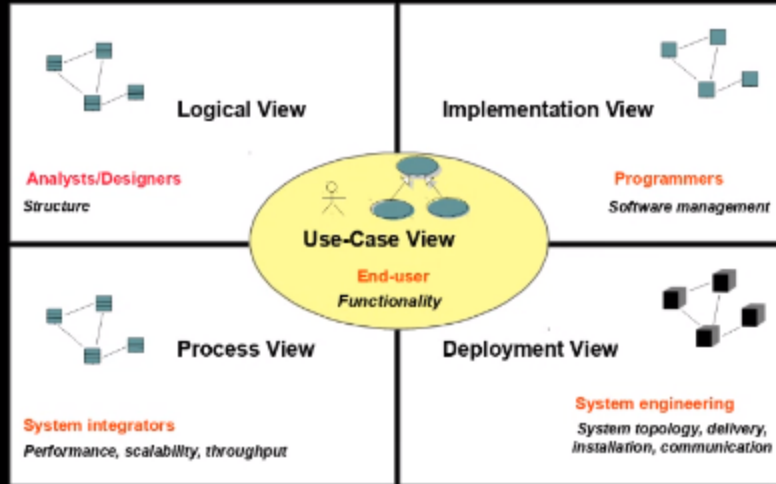 Logical View
Analysts/Designers
Structure
Implementation View
Programmers
Software management
Use-Case View
End-user
Functionality
Process View
System integrators
Performance, scalability, throughput
Deployment View
System engineering
System topology, delivery,
installation, communication